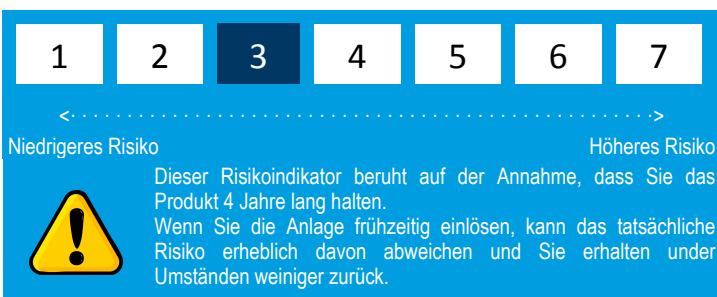 1 2 3 4 5 6 7
<· · · · · · · · · · · · · · · · · · · · · · · · · · · · · · · · · · · · · · · · · · · · · · · · · · · ·>
Niedrigeres Risiko Höheres Risiko
Dieser Risikoindikator beruht auf der Annahme, dass Sie das
Produkt 4 Jahre lang halten.
Wenn Sie die Anlage frühzeitig einlösen, kann das tatsächliche
Risiko erheblich davon abweichen und Sie erhalten under
Umständen weiniger zurück.